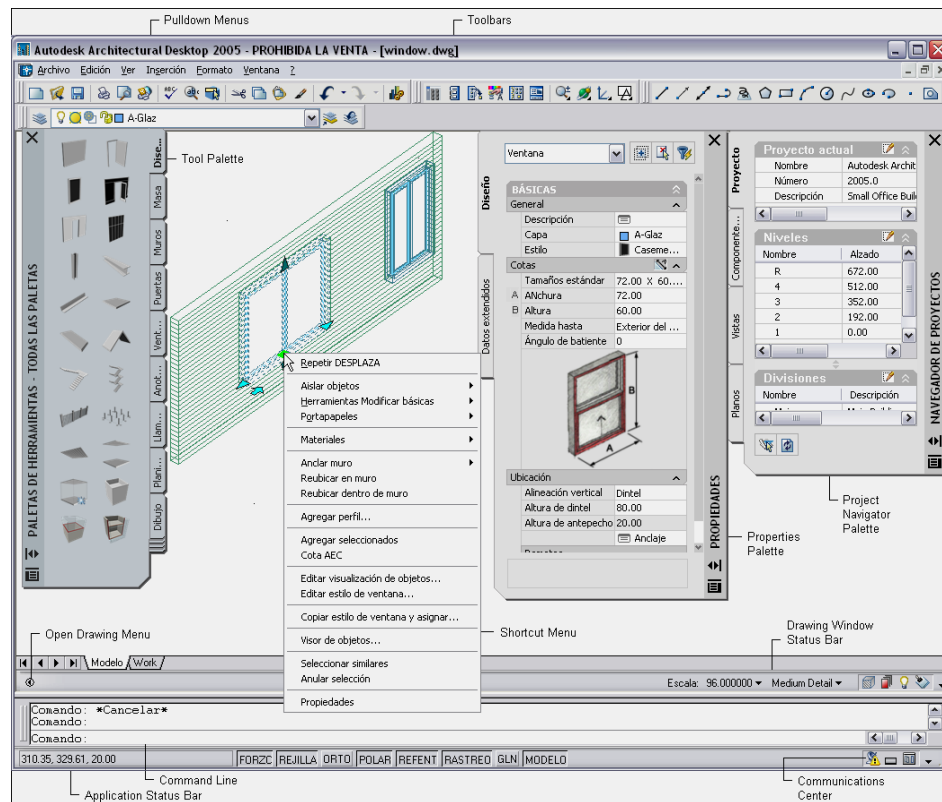 Pulldown Menus
Toolbars
Autodesk Architectural Desktop 2005 - PROHIBIDA LA VENTA - [window.dwg]
Archivo Edición Ver Inserción Formato Ventana ?
A-Glaz
Tool Palette
Dise...
Masa
Muros
Puertas
Vent...
Anot...
Llam...
Plani...
Dibujo
PALETAS DE HERRAMIENTAS - TODAS LAS PALETAS
Repetir DESPLAZA
Aislar objetos
Herramientas Modificar básicas
Portapapeles
Materiales
Anclar muro
Reubicar en muro
Reubicar dentro de muro
Agregar perfil...
Agregar seleccionados
Cota AEC
Editar visualización de objetos...
Editar estilo de ventana...
Copiar estilo de ventana y asignar...
Visor de objetos...
Seleccionar similares
Anular selección
Propiedades
Shortcut Menu
Diseño
Datos extendidos
Ventana
BÁSICAS
General
Descripción
Capa A-Glaz
Estilo Caseme...
Cotas
Tamaños estándar 72.00 X 60....
A ANchura 72.00
B Altura 60.00
Medida hasta Exterior del ...
Ángulo de batiente 0
B
A
Ubicación
Alineación vertical Dintel
Altura de dintel 80.00
Altura de antepecho 20.00
Anclaje
PROPIEDADES
Properties
Palette
Proyecto
Componente...
Vistas
Planos
Proyecto actual
Nombre Autodesk Archit
Número 2005.0
Descripción Small Office Buil
Niveles
Nombre Alzado
R 672.00
4 512.00
3 352.00
2 192.00
1 0.00
Divisiones
Nombre Descripción
NAVEGADOR DE PROYECTOS
Project
Navigator
Palette
Open Drawing Menu
Drawing Window
Status Bar
Modelo Work
Escala: 96.000000 Medium Detail
Comando: *Cancelar*
Comando:
Comando:
310.35, 329.61, 20.00 FORZC REJILLA ORTO POLAR REFENT RASTREO GLN MODELO
Command Line
Application Status Bar
Communications
Center